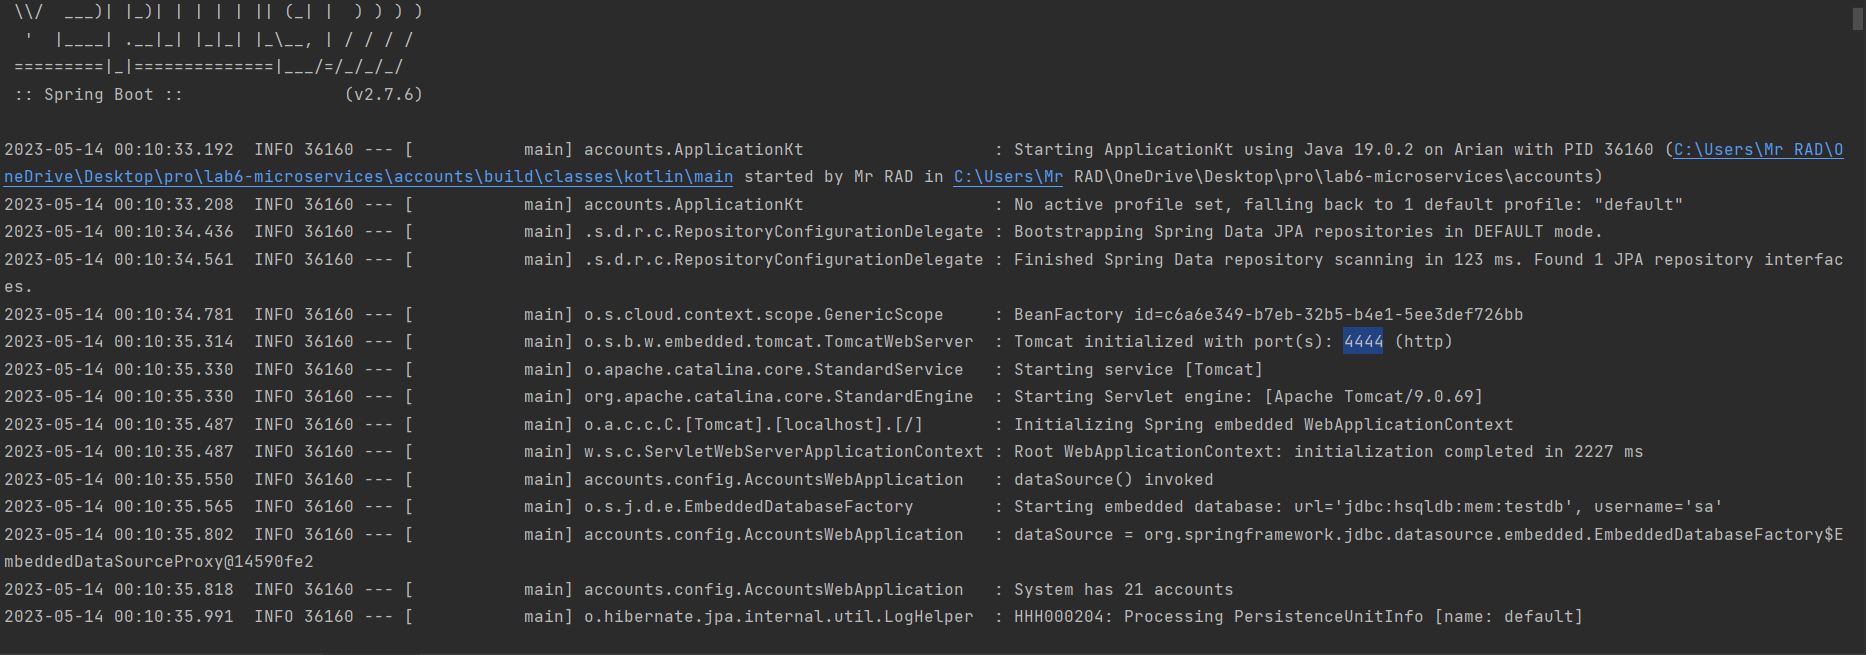 \\/  ___)| |_)| | | | | || (_| |  ) ) ) )
  '  |____| .__|_| |_|_| |_\__, | / / / /
 =========|_|==============|___/=/_/_/_/
 :: Spring Boot ::                (v2.7.6)
2023-05-14 00:10:33.192  INFO 36160 --- [           main] accounts.ApplicationKt                   : Starting ApplicationKt using Java 19.0.2 on Arian with PID 36160 (C:\Users\Mr RAD\O
neDrive\Desktop\pro\lab6-microservices\accounts\build\classes\kotlin\main started by Mr RAD in C:\Users\Mr RAD\OneDrive\Desktop\pro\lab6-microservices\accounts)
2023-05-14 00:10:33.208  INFO 36160 --- [           main] accounts.ApplicationKt                   : No active profile set, falling back to 1 default profile: "default"
2023-05-14 00:10:34.436  INFO 36160 --- [           main] .s.d.r.c.RepositoryConfigurationDelegate : Bootstrapping Spring Data JPA repositories in DEFAULT mode.
2023-05-14 00:10:34.561  INFO 36160 --- [           main] .s.d.r.c.RepositoryConfigurationDelegate : Finished Spring Data repository scanning in 123 ms. Found 1 JPA repository interfac
es.
2023-05-14 00:10:34.781  INFO 36160 --- [           main] o.s.cloud.context.scope.GenericScope     : BeanFactory id=c6a6e349-b7eb-32b5-b4e1-5ee3def726bb
2023-05-14 00:10:35.314  INFO 36160 --- [           main] o.s.b.w.embedded.tomcat.TomcatWebServer  : Tomcat initialized with port(s): 4444 (http)
2023-05-14 00:10:35.330  INFO 36160 --- [           main] o.apache.catalina.core.StandardService   : Starting service [Tomcat]
2023-05-14 00:10:35.330  INFO 36160 --- [           main] org.apache.catalina.core.StandardEngine  : Starting Servlet engine: [Apache Tomcat/9.0.69]
2023-05-14 00:10:35.487  INFO 36160 --- [           main] o.a.c.c.C.[Tomcat].[localhost].[/]       : Initializing Spring embedded WebApplicationContext
2023-05-14 00:10:35.487  INFO 36160 --- [           main] w.s.c.ServletWebServerApplicationContext : Root WebApplicationContext: initialization completed in 2227 ms
2023-05-14 00:10:35.550  INFO 36160 --- [           main] accounts.config.AccountsWebApplication   : dataSource() invoked
2023-05-14 00:10:35.565  INFO 36160 --- [           main] o.s.j.d.e.EmbeddedDatabaseFactory        : Starting embedded database: url='jdbc:hsqldb:mem:testdb', username='sa'
2023-05-14 00:10:35.802  INFO 36160 --- [           main] accounts.config.AccountsWebApplication   : dataSource = org.springframework.jdbc.datasource.embedded.EmbeddedDatabaseFactory$E
mbeddedDataSourceProxy@14590fe2
2023-05-14 00:10:35.818  INFO 36160 --- [           main] accounts.config.AccountsWebApplication   : System has 21 accounts
2023-05-14 00:10:35.991  INFO 36160 --- [           main] o.hibernate.jpa.internal.util.LogHelper  : HHH000204: Processing PersistenceUnitInfo [name: default]